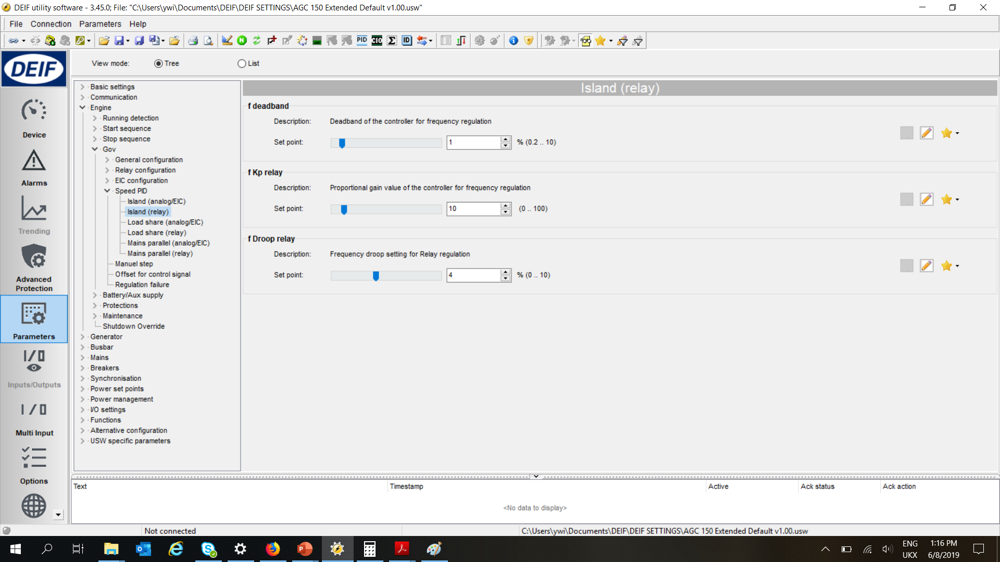 DEIF utility software - 3.45.0; File: "C:\Users\ywi\Documents\DEIF\DEIF SETTINGS\AGC 150 Extended Default v1.00.usw"
File Connection Parameters Help
PID CIO Σ ID
DEIF
View mode: Tree List
Device
Alarms
Trending
Advanced
Protection
Parameters
I/0
Inputs/Outputs
I/0
Multi Input
Options
Basic settings
Communication
Engine
Running detection
Start sequence
Stop sequence
Gov
General configuration
Relay configuration
EIC configuration
Speed PID
Island (analog/EIC)
Island (relay)
Load share (analog/EIC)
Load share (relay)
Mains parallel (analog/EIC)
Mains parallel (relay)
Manuel step
Offset for control signal
Regulation failure
Battery/Aux supply
Protections
Maintenance
Shutdown Override
Generator
Busbar
Mains
Breakers
Synchronisation
Power set points
Power management
I/O settings
Functions
Alternative configuration
USW specific parameters
Island (relay)
f deadband
Description: Deadband of the controller for frequency regulation
Set point: 1 % (0.2 .. 10)
f Kp relay
Description: Proportional gain value of the controller for frequency regulation
Set point: 10 (0 .. 100)
f Droop relay
Description: Frequency droop setting for Relay regulation
Set point: 4 % (0 .. 10)
Text Timestamp Active Ack status Ack action
<No data to display>
Not connected C:\Users\ywi\Documents\DEIF\DEIF SETTINGS\AGC 150 Extended Default v1.00.usw
ENG
UKX
1:16 PM
6/8/2019